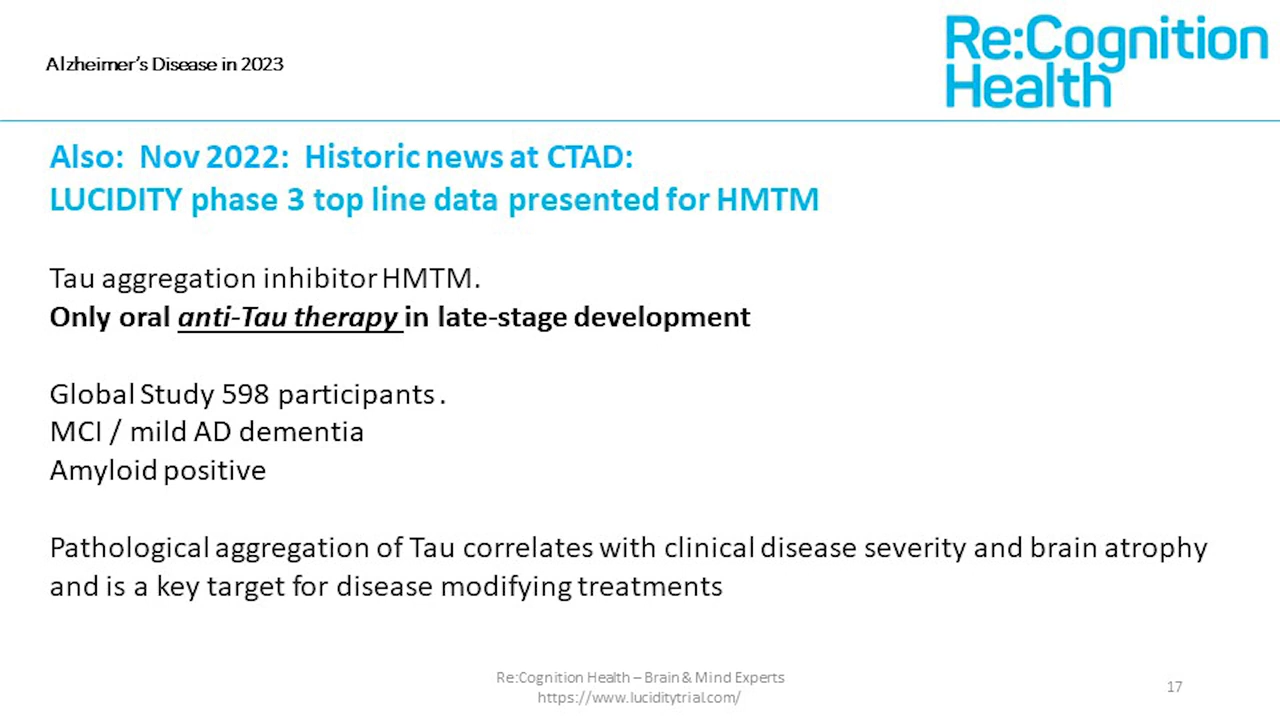 Alzheimer's Disease in 2023
Re:Cognition
Health
Also: Nov 2022: Historic news at CTAD:
LUCIDITY phase 3 top line data presented for HMTM
Tau aggregation inhibitor HMTM.
Only oral anti-Tau therapy in late-stage development
Global Study 598 participants .
MCI / mild AD dementia
Amyloid positive
Pathological aggregation of Tau correlates with clinical disease severity and brain atrophy
and is a key target for disease modifying treatments
Re:Cognition Health – Brain & Mind Experts
https://www.luciditytrial.com/
17